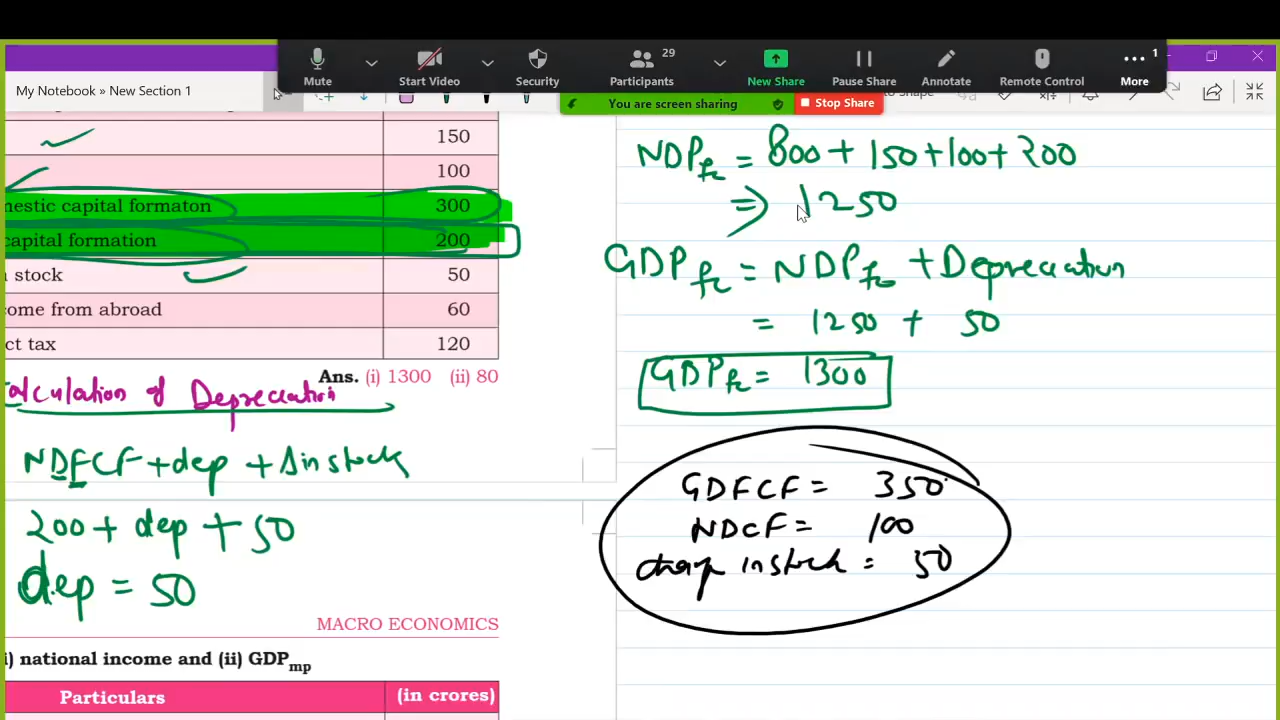 29
1
Mute Start Video Security Participants New Share Pause Share Annotate Remote Control More
My Notebook » New Section 1
You are screen sharing Stop Share
150
100
mestic capital formaton 300
capital formation 200
n stock 50
come from abroad 60
ct tax 120
Ans. (i) 1300 (ii) 80
Calculation of Depreciation
NDFCF + dep + Δ in stock
200 + dep + 50
dep = 50
MACRO ECONOMICS
i) national income and (ii) GDPmp
Particulars (in crores)
NDPfc = 800 + 150 + 100 + 200
⇒ 1250
GDPfc = NDPfc + Depreciation
= 1250 + 50
GDPfc = 1300
GDFCF = 350
NDCF = 100
change in stock = 50